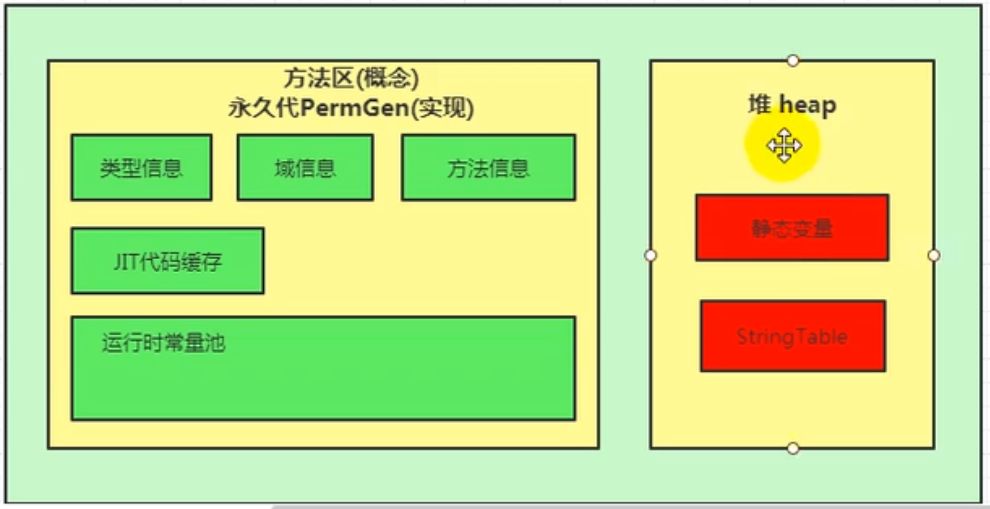 方法区(概念)
永久代PermGen(实现)
类型信息
域信息
方法信息
JIT代码缓存
运行时常量池
堆 heap
静态变量
StringTable